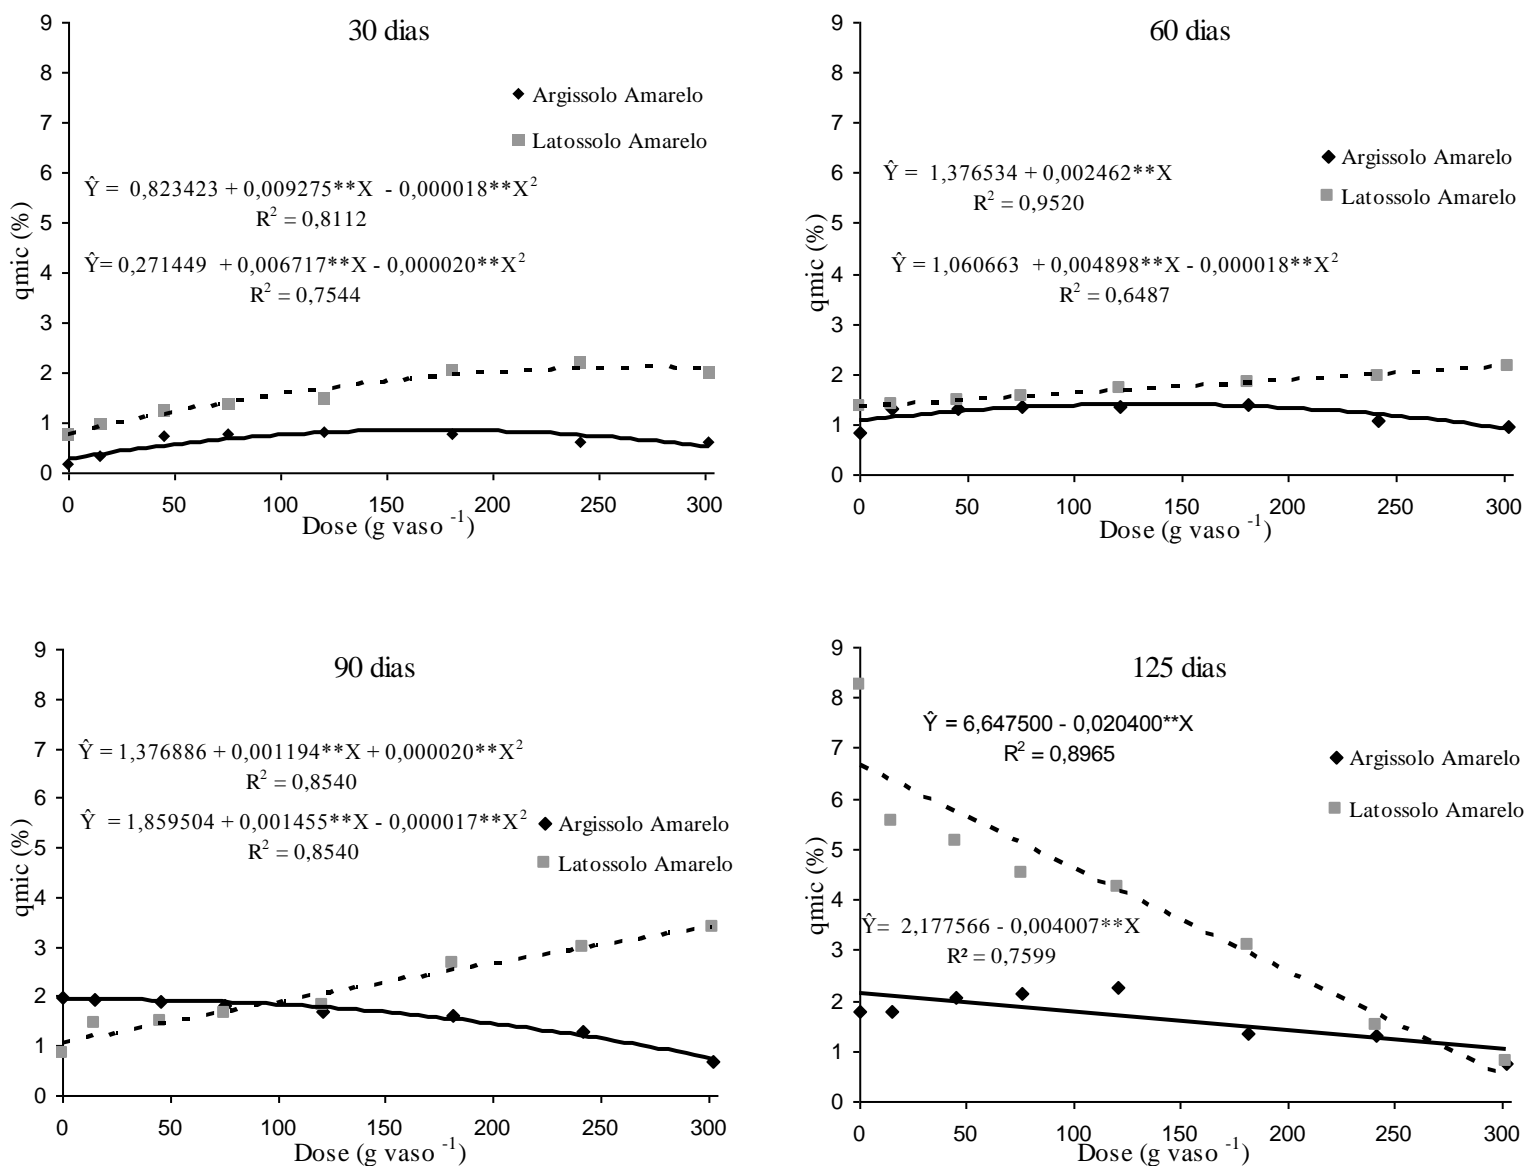 30 dias
9
8
7
6
5
4
3
2
1
0
qmic (%)
Argissolo Amarelo
Latossolo Amarelo
Ŷ = 0,823423 + 0,009275**X - 0,000018**X²
R² = 0,8112
Ŷ= 0,271449 + 0,006717**X - 0,000020**X²
R² = 0,7544
0 50 100 150 200 250 300
Dose (g vaso ⁻¹)
60 dias
9
8
7
6
5
4
3
2
1
0
qmic (%)
Argissolo Amarelo
Latossolo Amarelo
Ŷ = 1,376534 + 0,002462**X
R² = 0,9520
Ŷ = 1,060663 + 0,004898**X - 0,000018**X²
R² = 0,6487
0 50 100 150 200 250 300
Dose (g vaso ⁻¹)
90 dias
9
8
7
6
5
4
3
2
1
0
qmic (%)
Ŷ = 1,376886 + 0,001194**X + 0,000020**X²
R² = 0,8540
Ŷ = 1,859504 + 0,001455**X - 0,000017**X²
R² = 0,8540
Argissolo Amarelo
Latossolo Amarelo
0 50 100 150 200 250 300
Dose (g vaso ⁻¹)
125 dias
9
8
7
6
5
4
3
2
1
0
qmic (%)
Ŷ = 6,647500 - 0,020400**X
R² = 0,8965
Argissolo Amarelo
Latossolo Amarelo
Ŷ= 2,177566 - 0,004007**X
R² = 0,7599
0 50 100 150 200 250 300
Dose (g vaso ⁻¹)